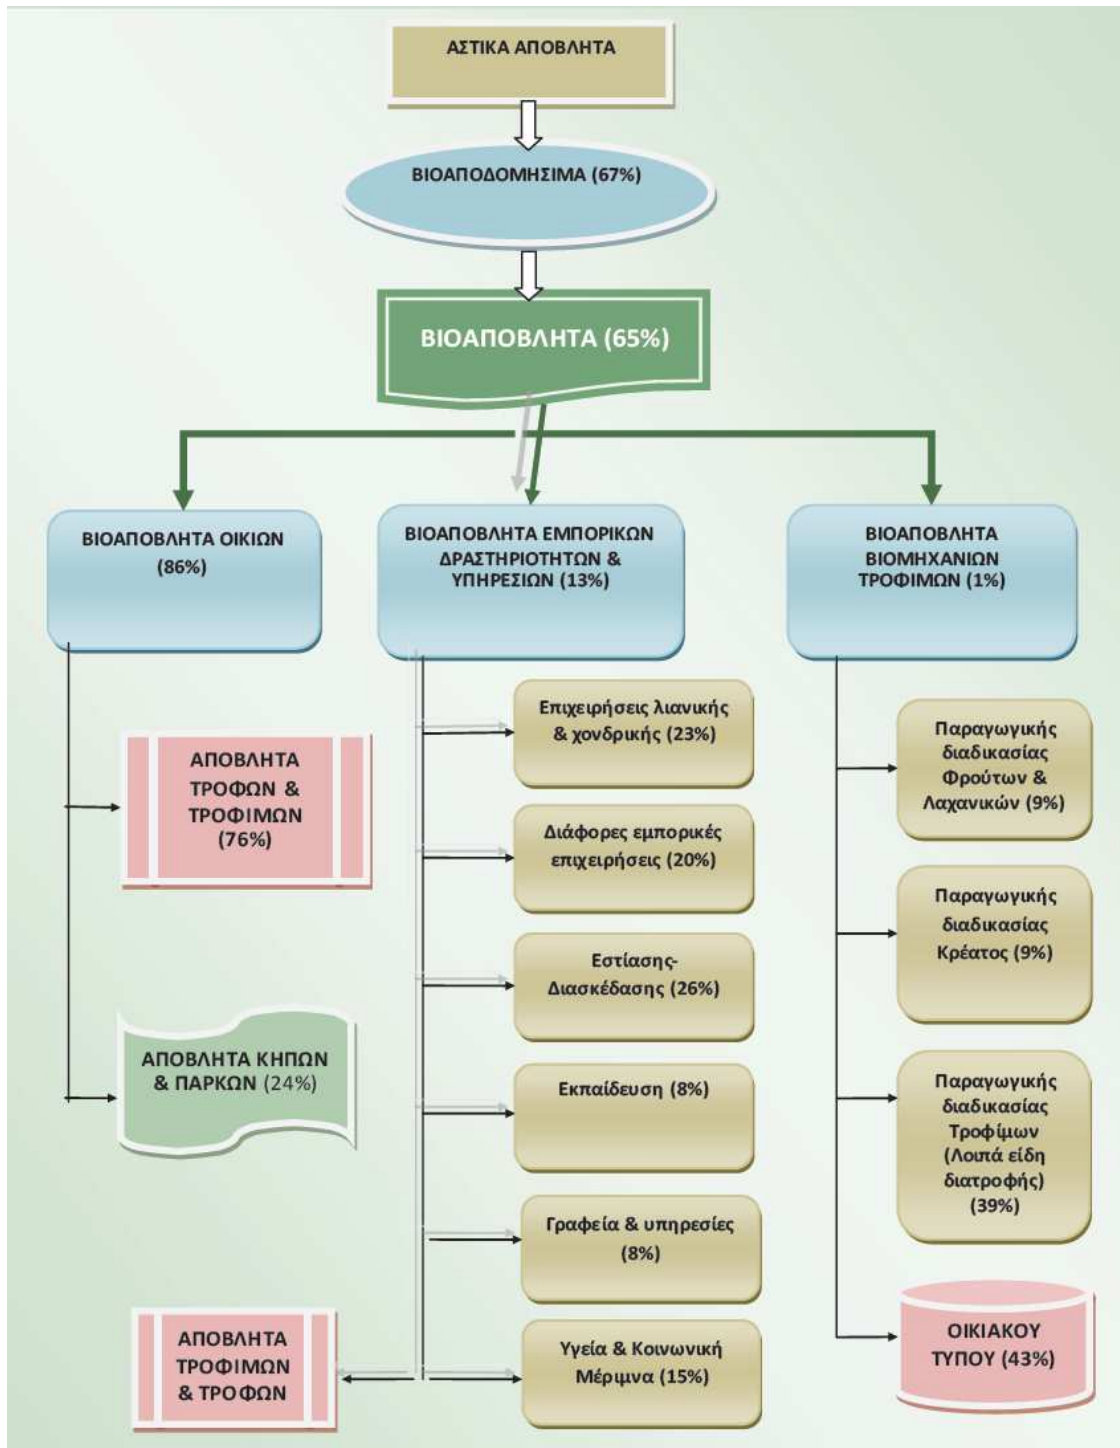 ΑΣΤΙΚΑ ΑΠΟΒΛΗΤΑ
ΒΙΟΑΠΟΔΟΜΗΣΙΜΑ (67%)
ΒΙΟΑΠΟΒΛΗΤΑ (65%)
ΒΙΟΑΠΟΒΛΗΤΑ ΟΙΚΙΩΝ
(86%)
ΒΙΟΑΠΟΒΛΗΤΑ ΕΜΠΟΡΙΚΩΝ
ΔΡΑΣΤΗΡΙΟΤΗΤΩΝ &
ΥΠΗΡΕΣΙΩΝ (13%)
ΒΙΟΑΠΟΒΛΗΤΑ
ΒΙΟΜΗΧΑΝΙΩΝ
ΤΡΟΦΙΜΩΝ (1%)
ΑΠΟΒΛΗΤΑ
ΤΡΟΦΩΝ &
ΤΡΟΦΙΜΩΝ
(76%)
ΑΠΟΒΛΗΤΑ ΚΗΠΩΝ
& ΠΑΡΚΩΝ (24%)
Επιχειρήσεις λιανικής
& χονδρικής (23%)
Διάφορες εμπορικές
επιχειρήσεις (20%)
Εστίασης-
Διασκέδασης (26%)
Εκπαίδευση (8%)
Γραφεία & υπηρεσίες
(8%)
Υγεία & Κοινωνική
Μέριμνα (15%)
ΑΠΟΒΛΗΤΑ
ΤΡΟΦΙΜΩΝ
& ΤΡΟΦΩΝ
Παραγωγικής
διαδικασίας
Φρούτων &
Λαχανικών (9%)
Παραγωγικής
διαδικασίας
Κρέατος (9%)
Παραγωγικής
διαδικασίας
Τροφίμων
(Λοιπά είδη
διατροφής)
(39%)
ΟΙΚΙΑΚΟΥ
ΤΥΠΟΥ (43%)